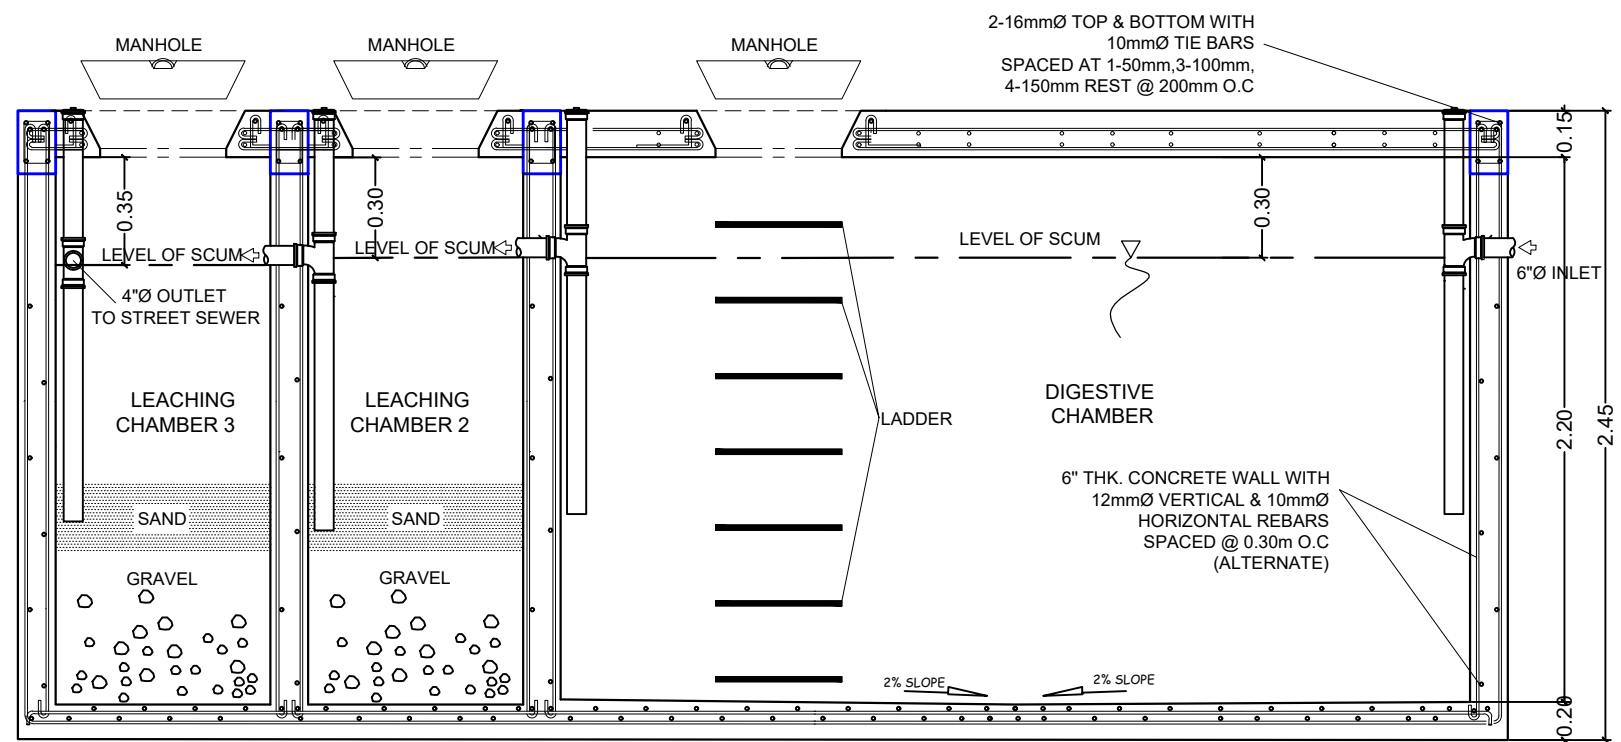 2-16mmØ TOP & BOTTOM WITH
10mmØ TIE BARS
SPACED AT 1-50mm,3-100mm,
4-150mm REST @ 200mm O.C
MANHOLE
MANHOLE
MANHOLE
0.15
0.35
0.30
0.30
LEVEL OF SCUM
LEVEL OF SCUM
LEVEL OF SCUM
6"Ø INLET
4"Ø OUTLET
TO STREET SEWER
LEACHING
CHAMBER 3
LEACHING
CHAMBER 2
LADDER
DIGESTIVE
CHAMBER
2.20
2.45
6" THK. CONCRETE WALL WITH
12mmØ VERTICAL & 10mmØ
HORIZONTAL REBARS
SPACED @ 0.30m O.C
(ALTERNATE)
SAND
SAND
GRAVEL
GRAVEL
2% SLOPE
2% SLOPE
0.20